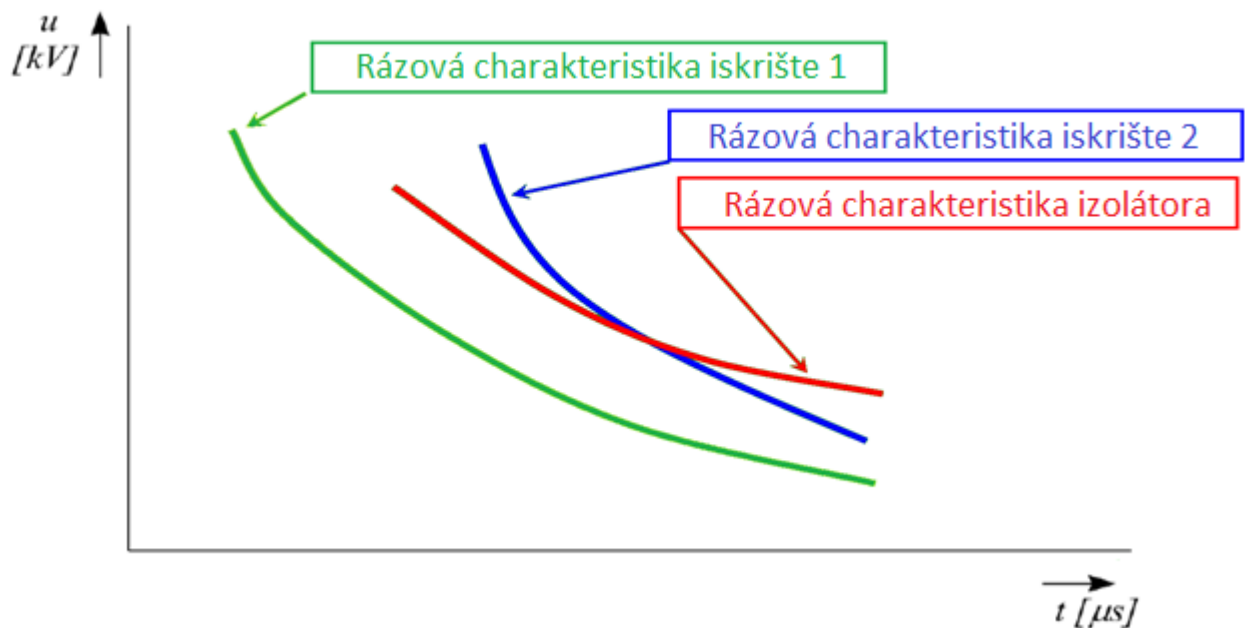 u
[kV]
Rázová charakteristika iskrište 1
Rázová charakteristika iskrište 2
Rázová charakteristika izolátora
t [μs]